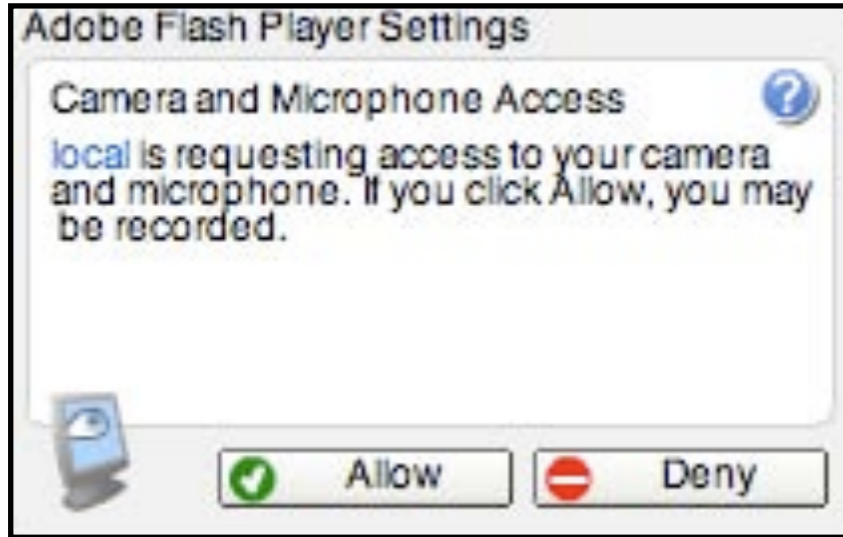 Adobe Flash Player Settings
Camera and Microphone Access
?
local is requesting access to your camera
and microphone. If you click Allow, you may
be recorded.
Allow
Deny